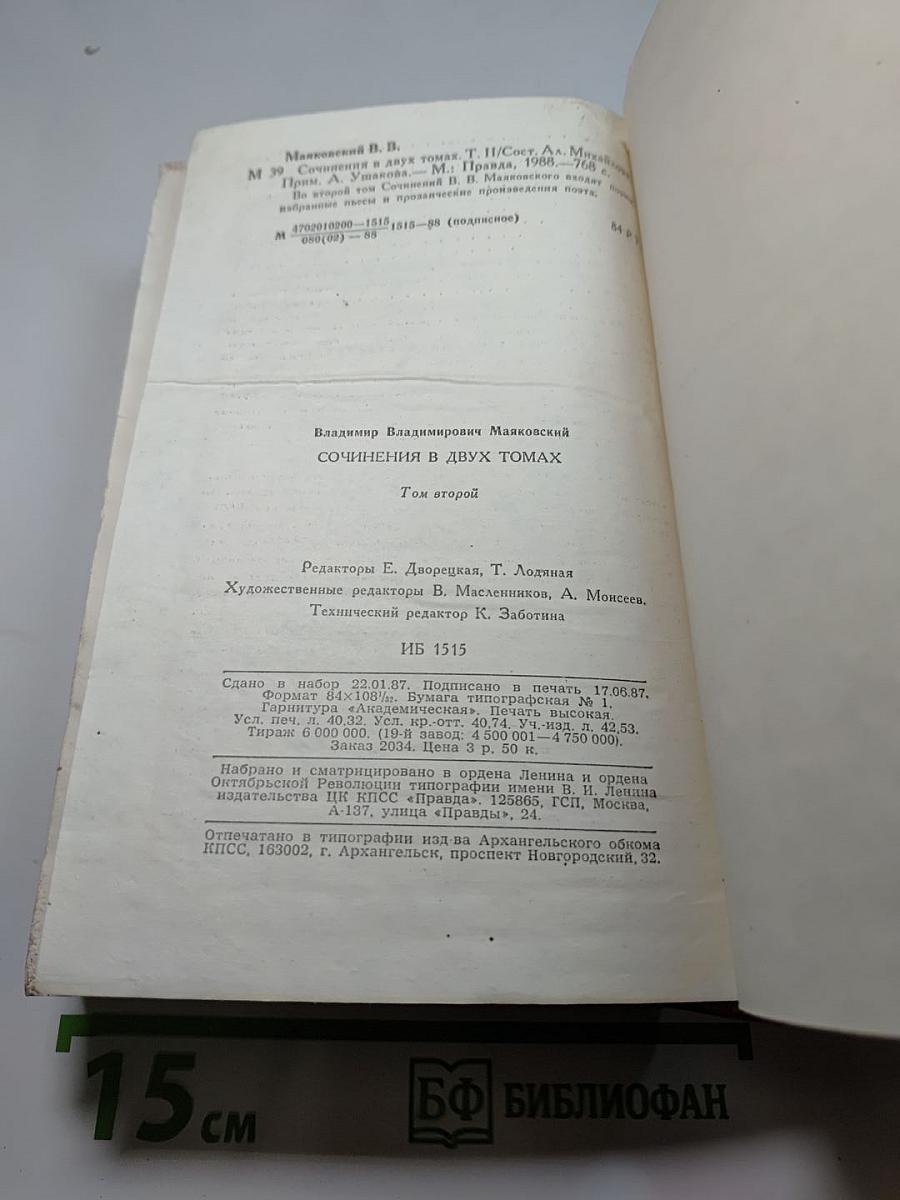 Маяковский В. В.
М 39 Сочинения в двух томах. Т. II/Сост. Ал. Михайлова;
Прим. А. Ушакова.— М.: Правда, 1988.—768 с.
Во второй том Сочинений В. В. Маяковского входят
избранные пьесы и прозаические произведения поэта.
М 4702010200—1515 1515—88 (подписное)
080(02) — 88
84 Р
Владимир Владимирович Маяковский
СОЧИНЕНИЯ В ДВУХ ТОМАХ
Том второй
Редакторы Е. Дворецкая, Т. Лодяная
Художественные редакторы В. Масленников, А. Моисеев.
Технический редактор К. Заботина
ИБ 1515
Сдано в набор 22.01.87. Подписано в печать 17.06.87.
Формат 84×108¹/₃₂. Бумага типографская № 1.
Гарнитура «Академическая». Печать высокая.
Усл. печ. л. 40,32. Усл. кр.-отт. 40,74. Уч.-изд. л. 42,53.
Тираж 6 000 000. (19-й завод: 4 500 001—4 750 000).
Заказ 2034. Цена 3 р. 50 к.
Набрано и сматрицировано в ордена Ленина и ордена
Октябрьской Революции типографии имени В. И. Ленина
издательства ЦК КПСС «Правда». 125865, ГСП, Москва,
А-137, улица «Правды», 24.
Отпечатано в типографии изд-ва Архангельского обкома
КПСС, 163002, г. Архангельск, проспект Новгородский, 32.
15 см
БФ БИБЛИОФАН